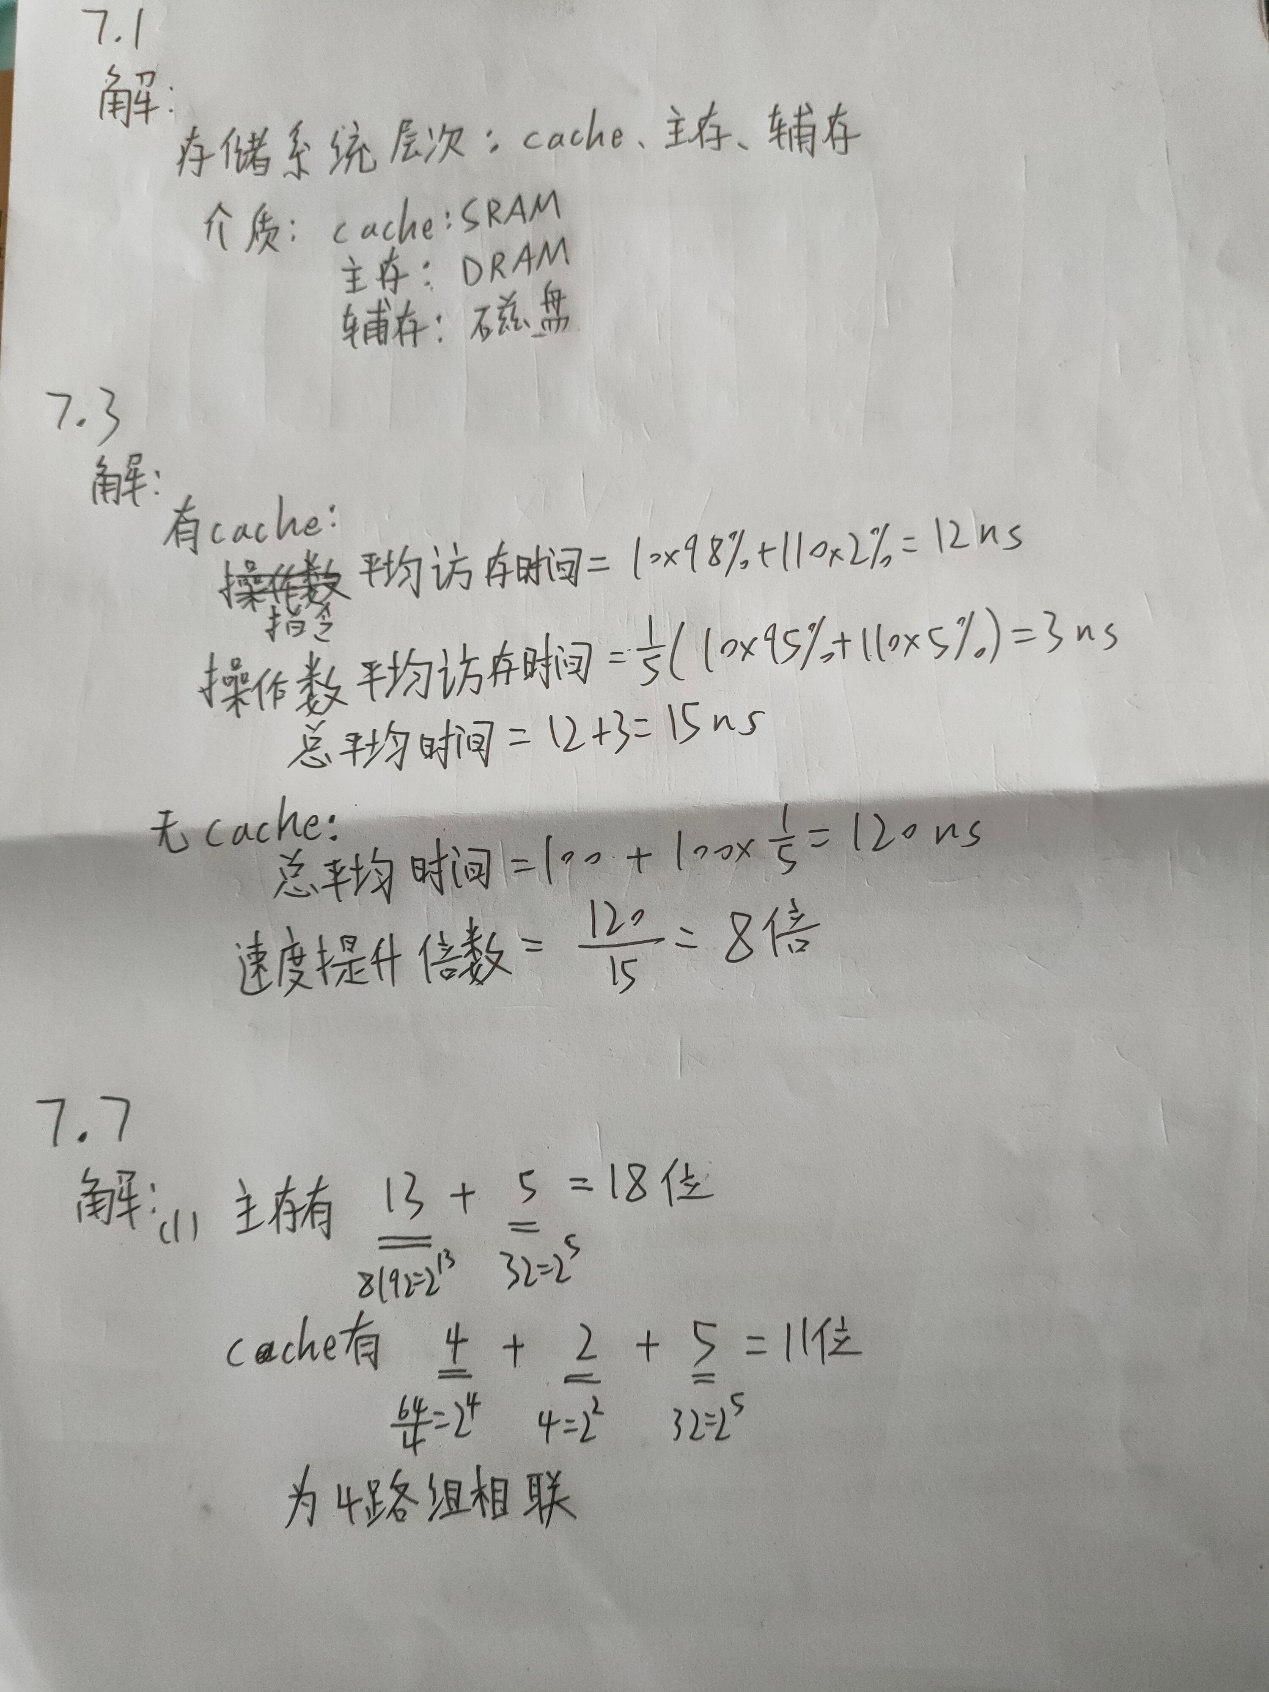 7.1
解:
存储系统层次: cache、主存、辅存
介质: cache:SRAM
主存: DRAM
辅存: 磁盘
7.3
解:
有cache:
操作数 平均访存时间=10×98%+110×2%=12ns
指令
操作数平均访存时间=1/5(10×95%+110×5%)=3ns
总平均时间=12+3=15ns
无cache:
总平均时间=100+100×1/5=120ns
速度提升倍数=120/15=8倍
7.7
解:(1) 主存有 13 + 5 =18位
8192=2^13 32=2^5
cache有 4 + 2 + 5 =11位
64/4=2^4 4=2^2 32=2^5
为4路组相联